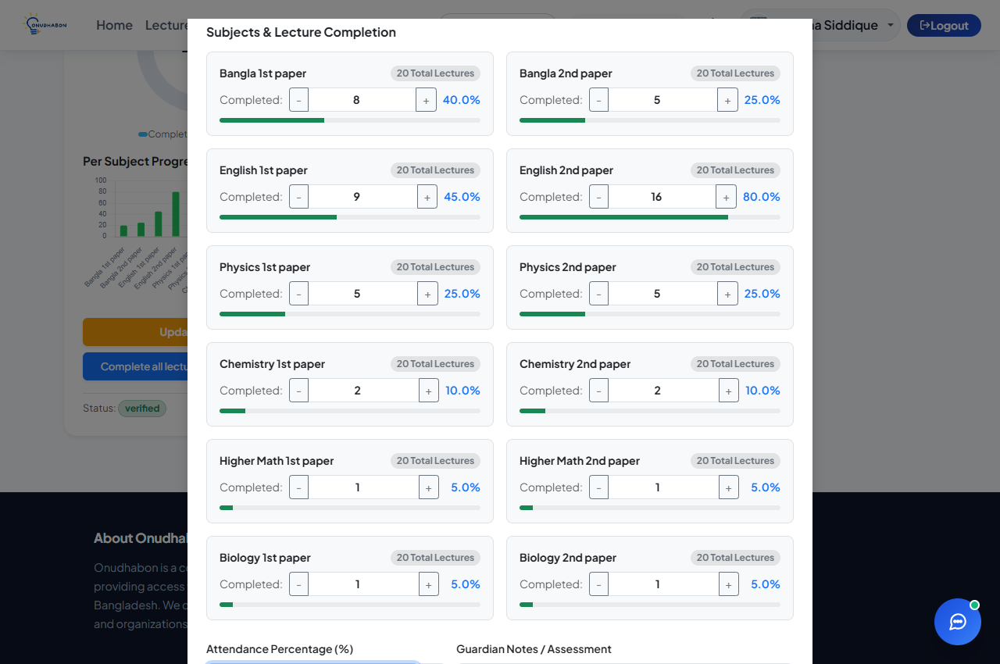 ONUDHABON
Home
Lecture
na Siddique
Logout
Subjects & Lecture Completion
Bangla 1st paper
20 Total Lectures
Completed:
-
8
+
40.0%
Bangla 2nd paper
20 Total Lectures
Completed:
-
5
+
25.0%
English 1st paper
20 Total Lectures
Completed:
-
9
+
45.0%
English 2nd paper
20 Total Lectures
Completed:
-
16
+
80.0%
Physics 1st paper
20 Total Lectures
Completed:
-
5
+
25.0%
Physics 2nd paper
20 Total Lectures
Completed:
-
5
+
25.0%
Chemistry 1st paper
20 Total Lectures
Completed:
-
2
+
10.0%
Chemistry 2nd paper
20 Total Lectures
Completed:
-
2
+
10.0%
Higher Math 1st paper
20 Total Lectures
Completed:
-
1
+
5.0%
Higher Math 2nd paper
20 Total Lectures
Completed:
-
1
+
5.0%
Biology 1st paper
20 Total Lectures
Completed:
-
1
+
5.0%
Biology 2nd paper
20 Total Lectures
Completed:
-
1
+
5.0%
Attendance Percentage (%)
Guardian Notes / Assessment
Complet
Per Subject Progre
100
80
60
40
20
0
Bangla 1st paper
Bangla 2nd paper
English 1st paper
English 2nd paper
Physics 1st pap
Physics
Upda
Complete all lectu
Status: verified
About Onudhal
Onudhabon is a c
providing access
Bangladesh. We c
and organizations